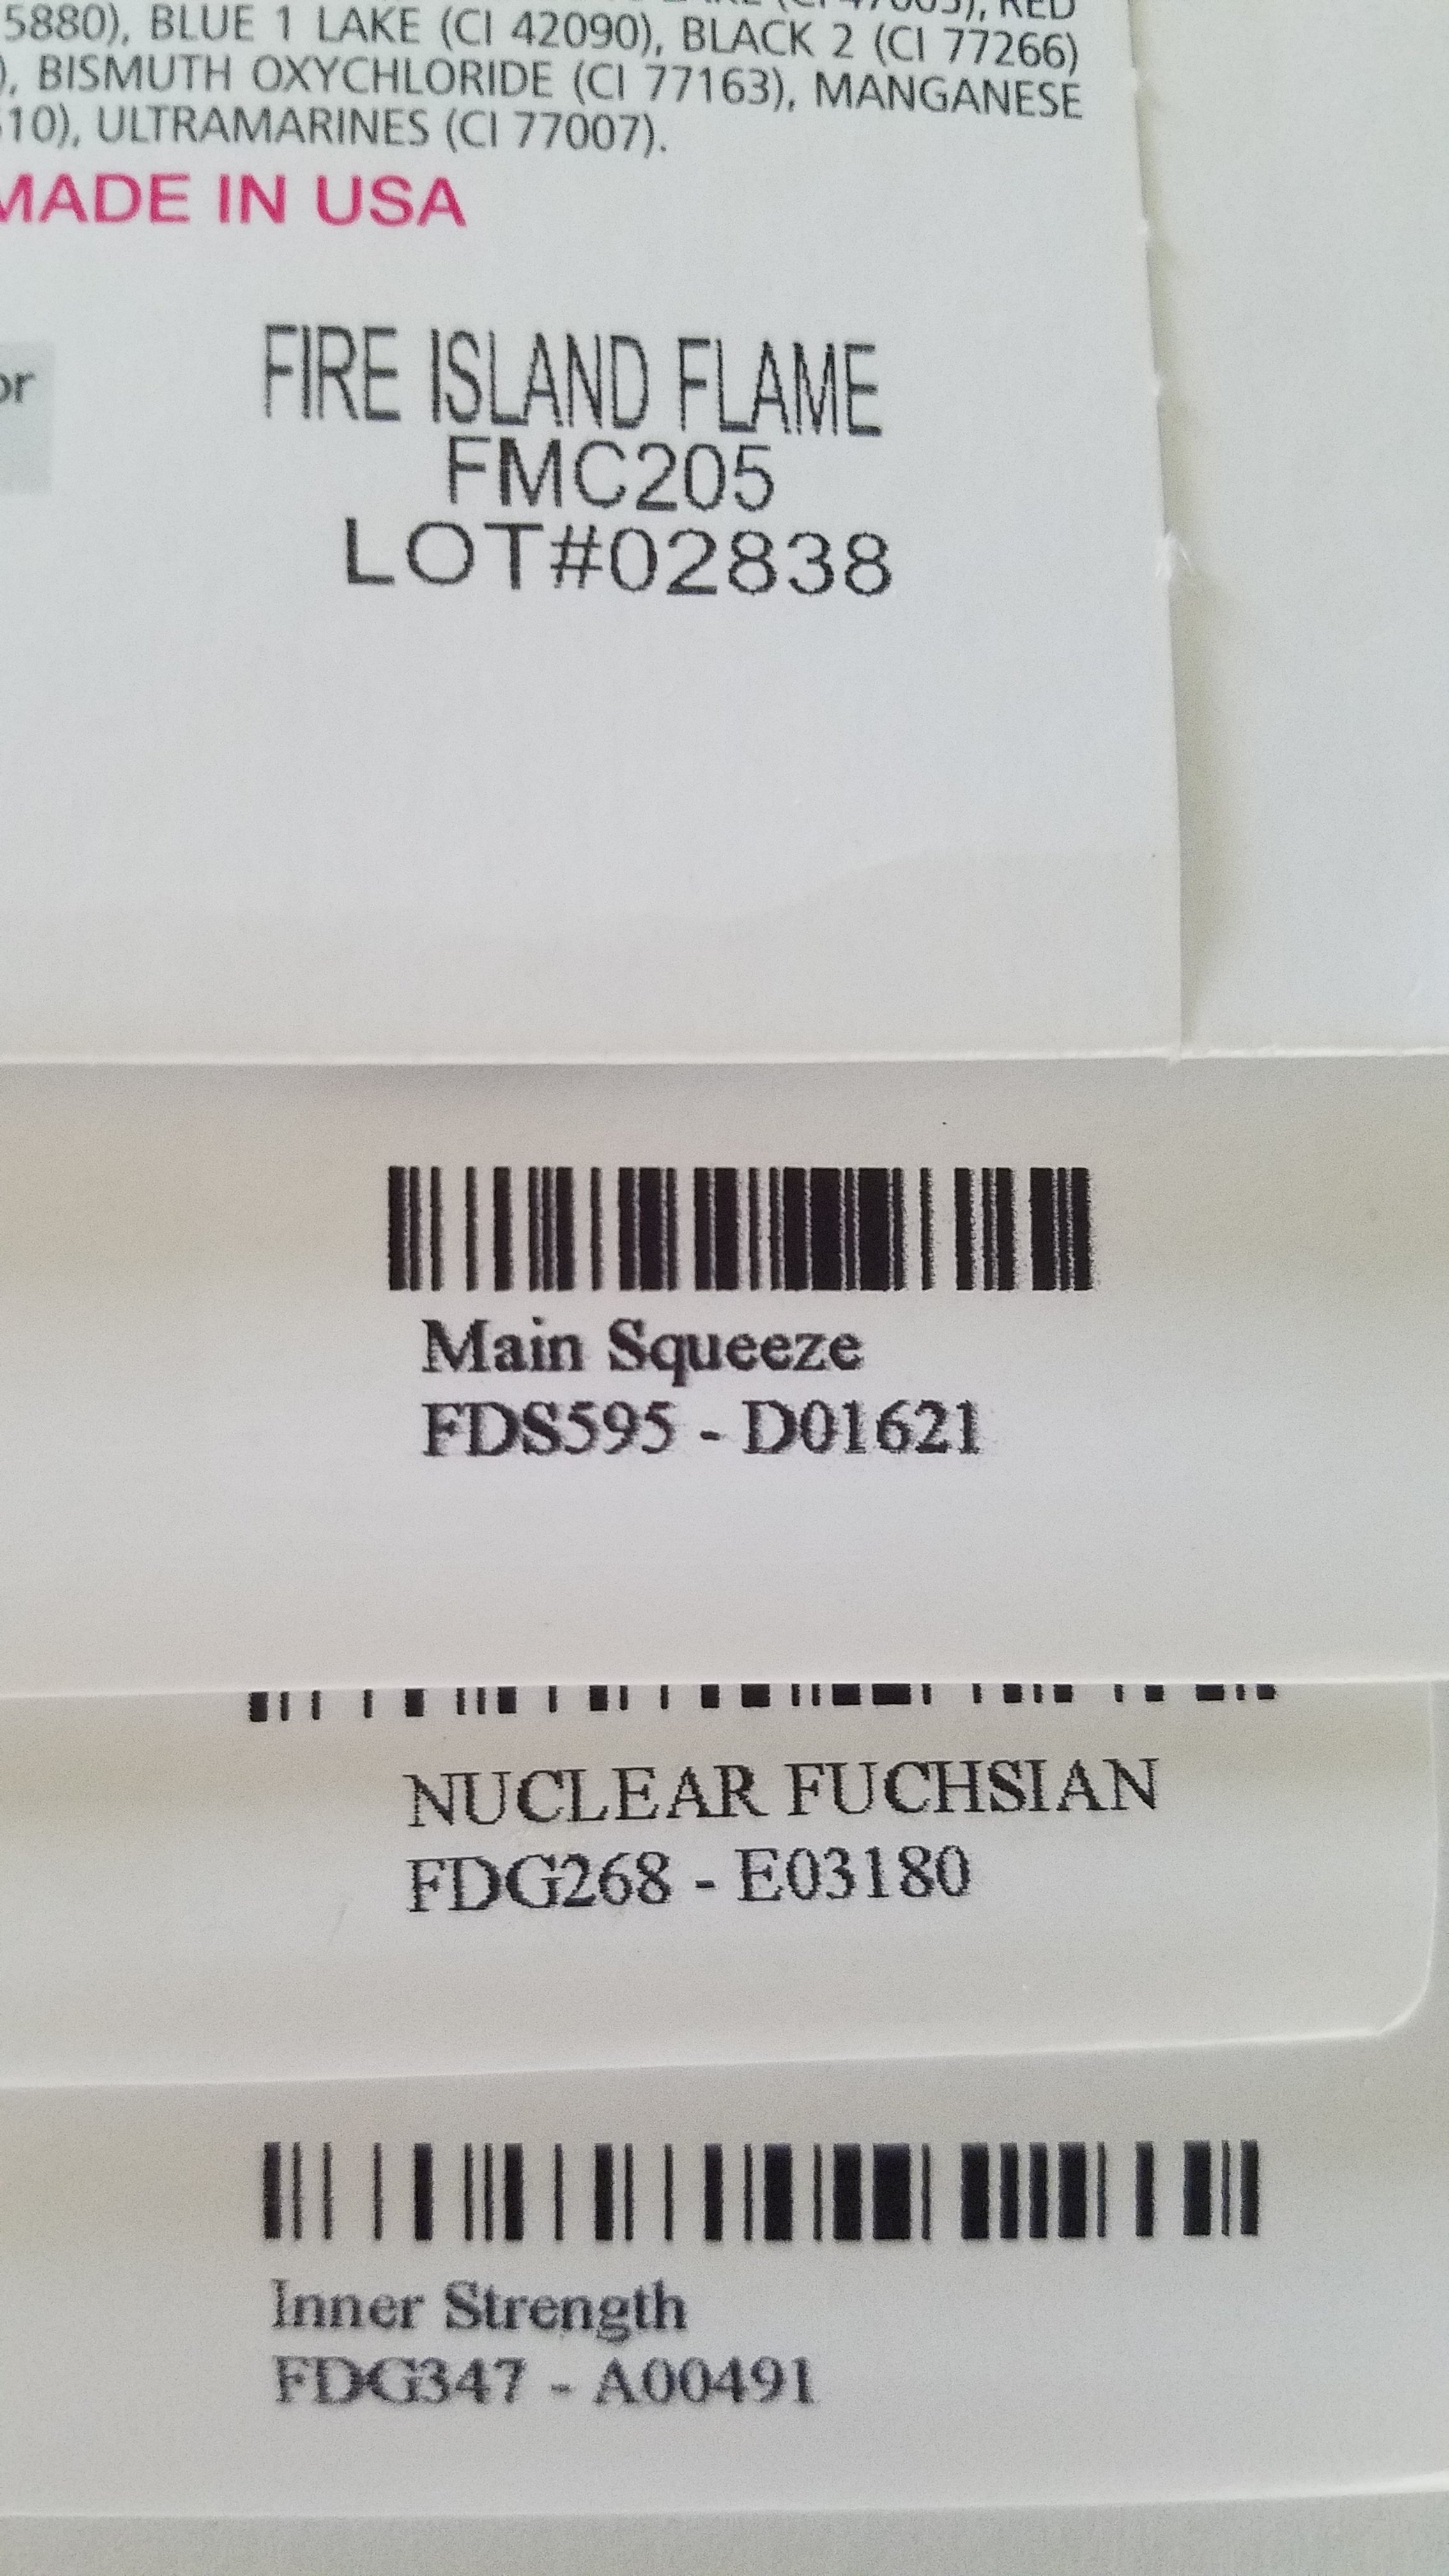 5880), BLUE 1 LAKE (CI 42090), BLACK 2 (CI 77266)
), BISMUTH OXYCHLORIDE (CI 77163), MANGANESE
10), ULTRAMARINES (CI 77007).
MADE IN USA
or
FIRE ISLAND FLAME
FMC205
LOT#02838
Main Squeeze
FDS595 - D01621
NUCLEAR FUCHSIAN
FDG268 - E03180
Inner Strength
FDG347 - A00491